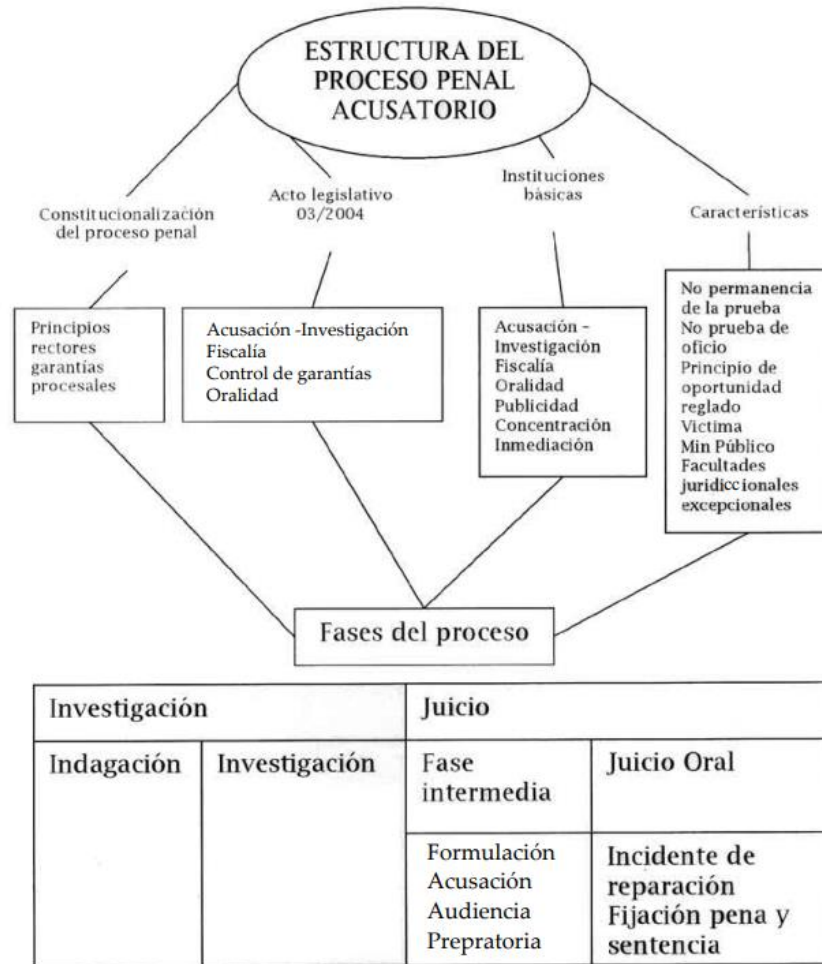 ESTRUCTURA DEL
PROCESO PENAL
ACUSATORIO
Constitucionalización
del proceso penal
Acto legislativo
03/2004
Instituciones
básicas
Características
Principios
rectores
garantías
procesales
Acusación -Investigación
Fiscalía
Control de garantías
Oralidad
Acusación –
Investigación
Fiscalía
Oralidad
Publicidad
Concentración
Inmediación
No permanencia
de la prueba
No prueba de
oficio
Principio de
oportunidad
reglado
Victima
Min Público
Facultades
juridiccionales
excepcionales
Fases del proceso
Investigación
Juicio
Indagación
Investigación
Fase
intermedia
Juicio Oral
Formulación
Acusación
Audiencia
Prepratoria
Incidente de
reparación
Fijación pena y
sentencia